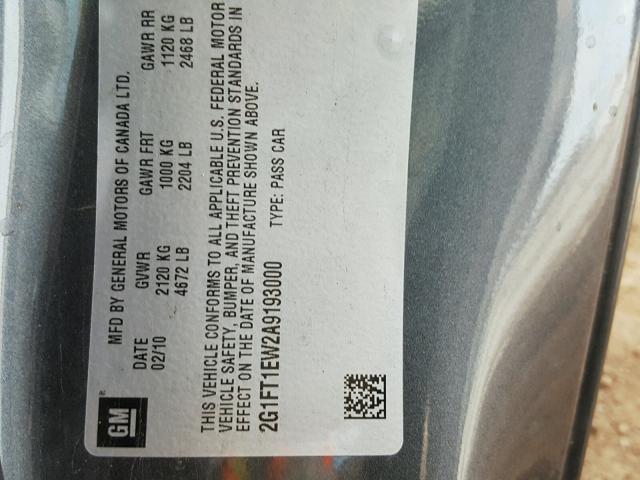 GM
®
MFD BY GENERAL MOTORS OF CANADA LTD.
DATE GVWR GAWR FRT GAWR RR
02/10 2120 KG 1000 KG 1120 KG
4672 LB 2204 LB 2468 LB
THIS VEHICLE CONFORMS TO ALL APPLICABLE U.S. FEDERAL MOTOR
VEHICLE SAFETY, BUMPER, AND THEFT PREVENTION STANDARDS IN
EFFECT ON THE DATE OF MANUFACTURE SHOWN ABOVE.
2G1FT1EW2A9193000 TYPE: PASS CAR